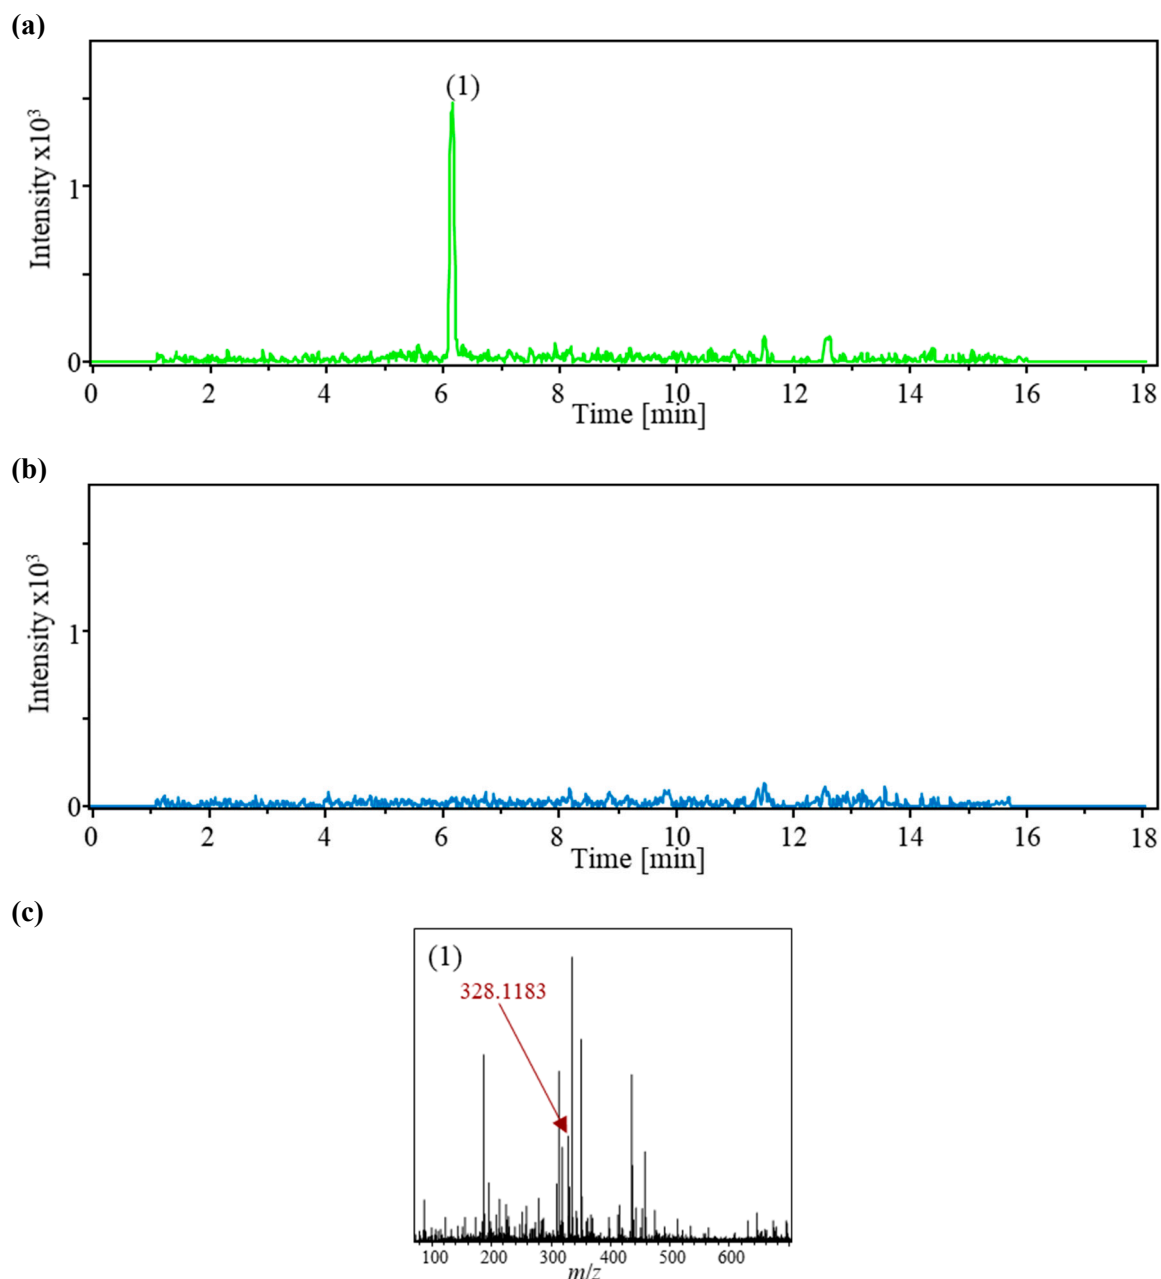 (a)
(1)
Intensity x10³
1
0
0 2 4 6 8 10 12 14 16 18
Time [min]
(b)
Intensity x10³
1
0
0 2 4 6 8 10 12 14 16 18
Time [min]
(c)
(1)
328.1183
100 200 300 400 500 600
m/z